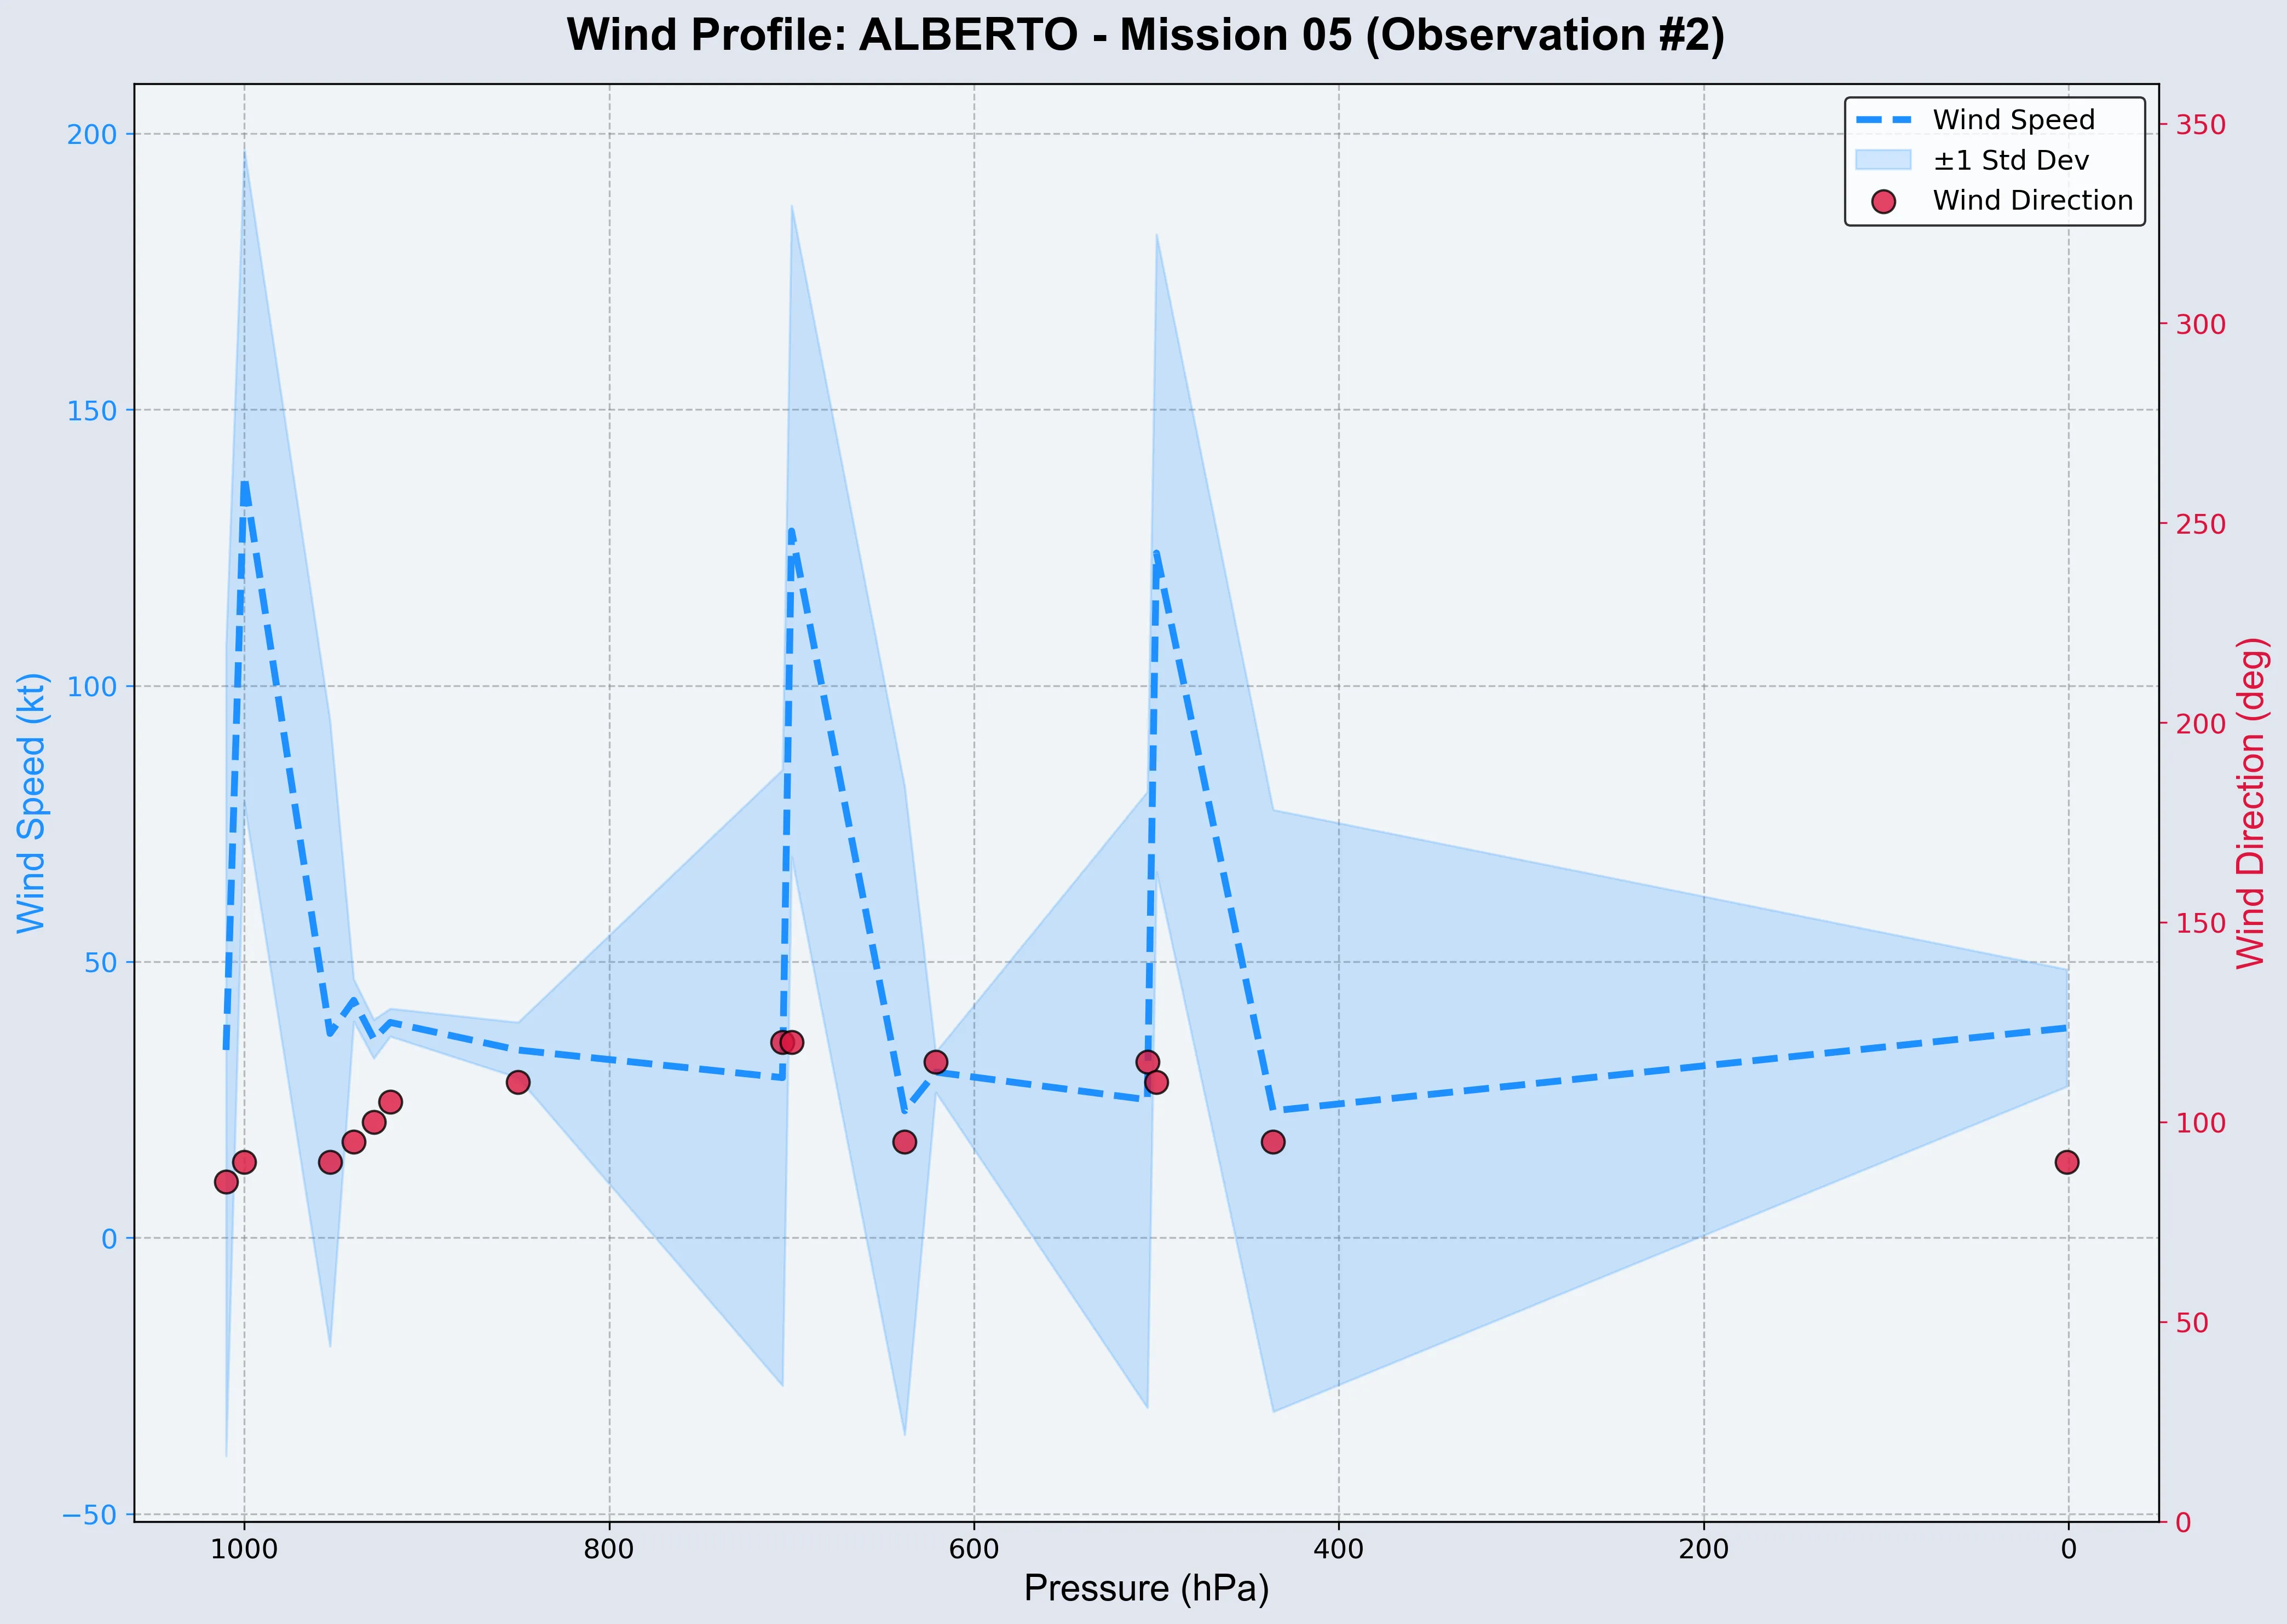 Wind Profile: ALBERTO - Mission 05 (Observation #2)
Wind Speed
±1 Std Dev
Wind Direction
Wind Speed (kt)
200
150
100
50
0
−50
350
300
250
200
150
100
50
0
Wind Direction (deg)
1000
800
600
400
200
0
Pressure (hPa)